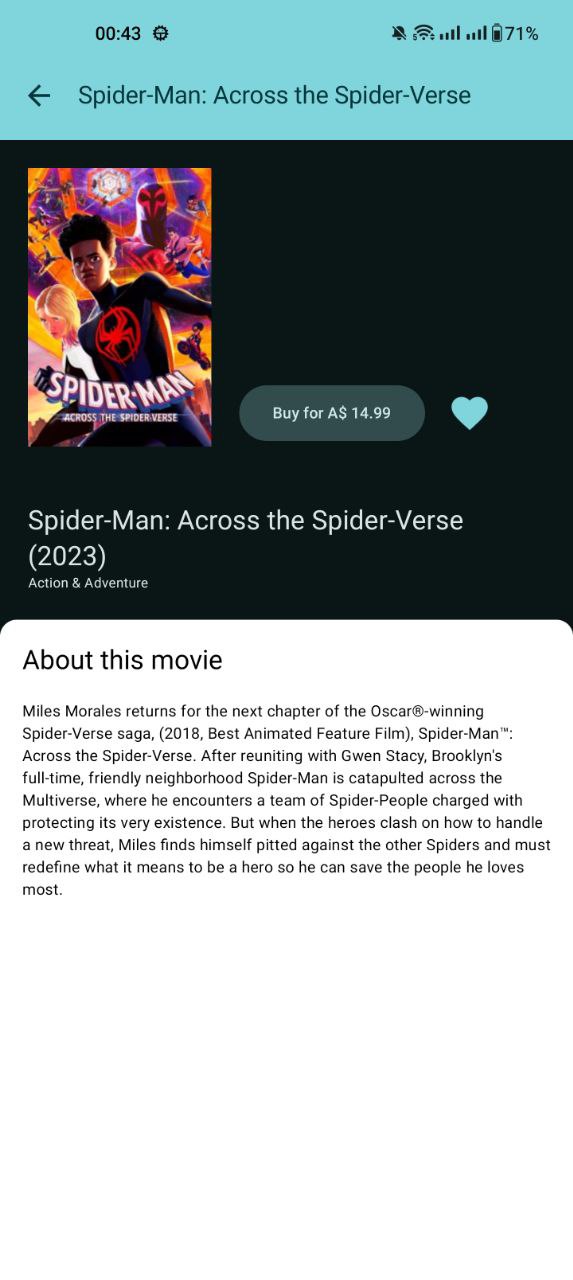 00:43
71%
Spider-Man: Across the Spider-Verse
SPIDER-MAN
ACROSS THE SPIDER-VERSE
Buy for A$ 14.99
Spider-Man: Across the Spider-Verse
(2023)
Action & Adventure
About this movie
Miles Morales returns for the next chapter of the Oscar®-winning
Spider-Verse saga, (2018, Best Animated Feature Film), Spider-Man™:
Across the Spider-Verse. After reuniting with Gwen Stacy, Brooklyn's
full-time, friendly neighborhood Spider-Man is catapulted across the
Multiverse, where he encounters a team of Spider-People charged with
protecting its very existence. But when the heroes clash on how to handle
a new threat, Miles finds himself pitted against the other Spiders and must
redefine what it means to be a hero so he can save the people he loves
most.